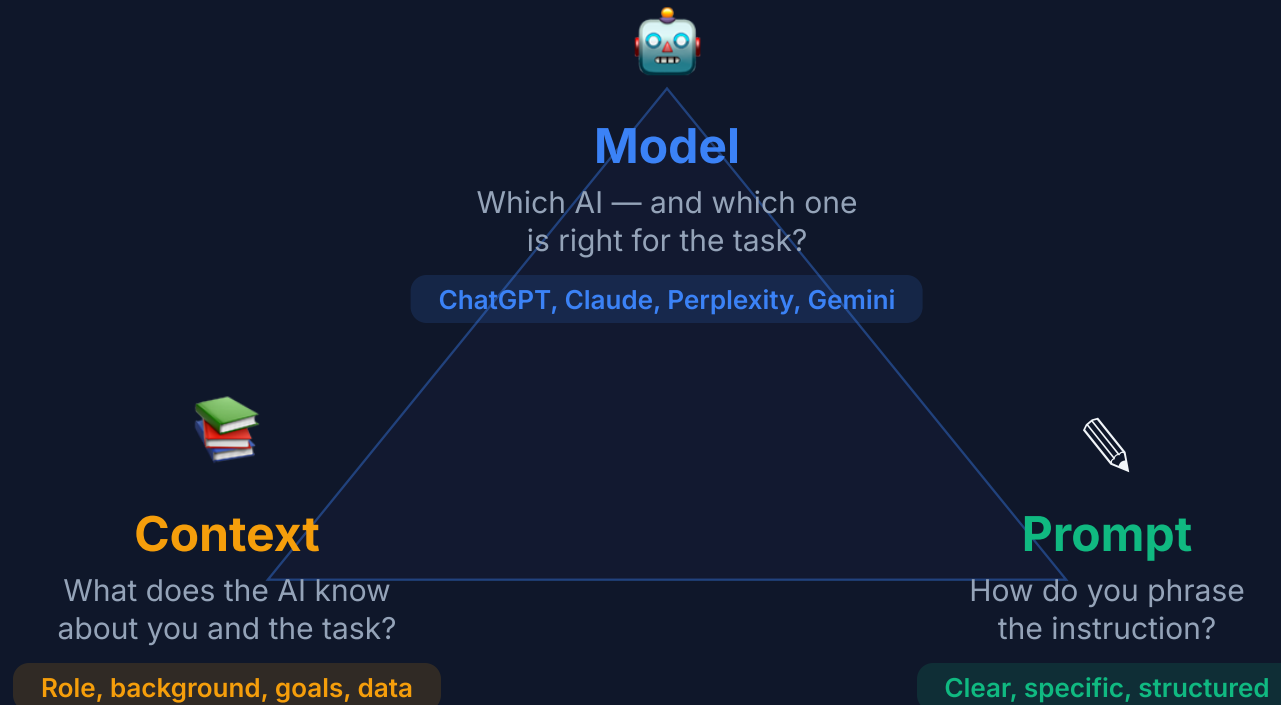 Model
Which AI — and which one
is right for the task?
ChatGPT, Claude, Perplexity, Gemini
Context
What does the AI know
about you and the task?
Role, background, goals, data
Prompt
How do you phrase
the instruction?
Clear, specific, structured